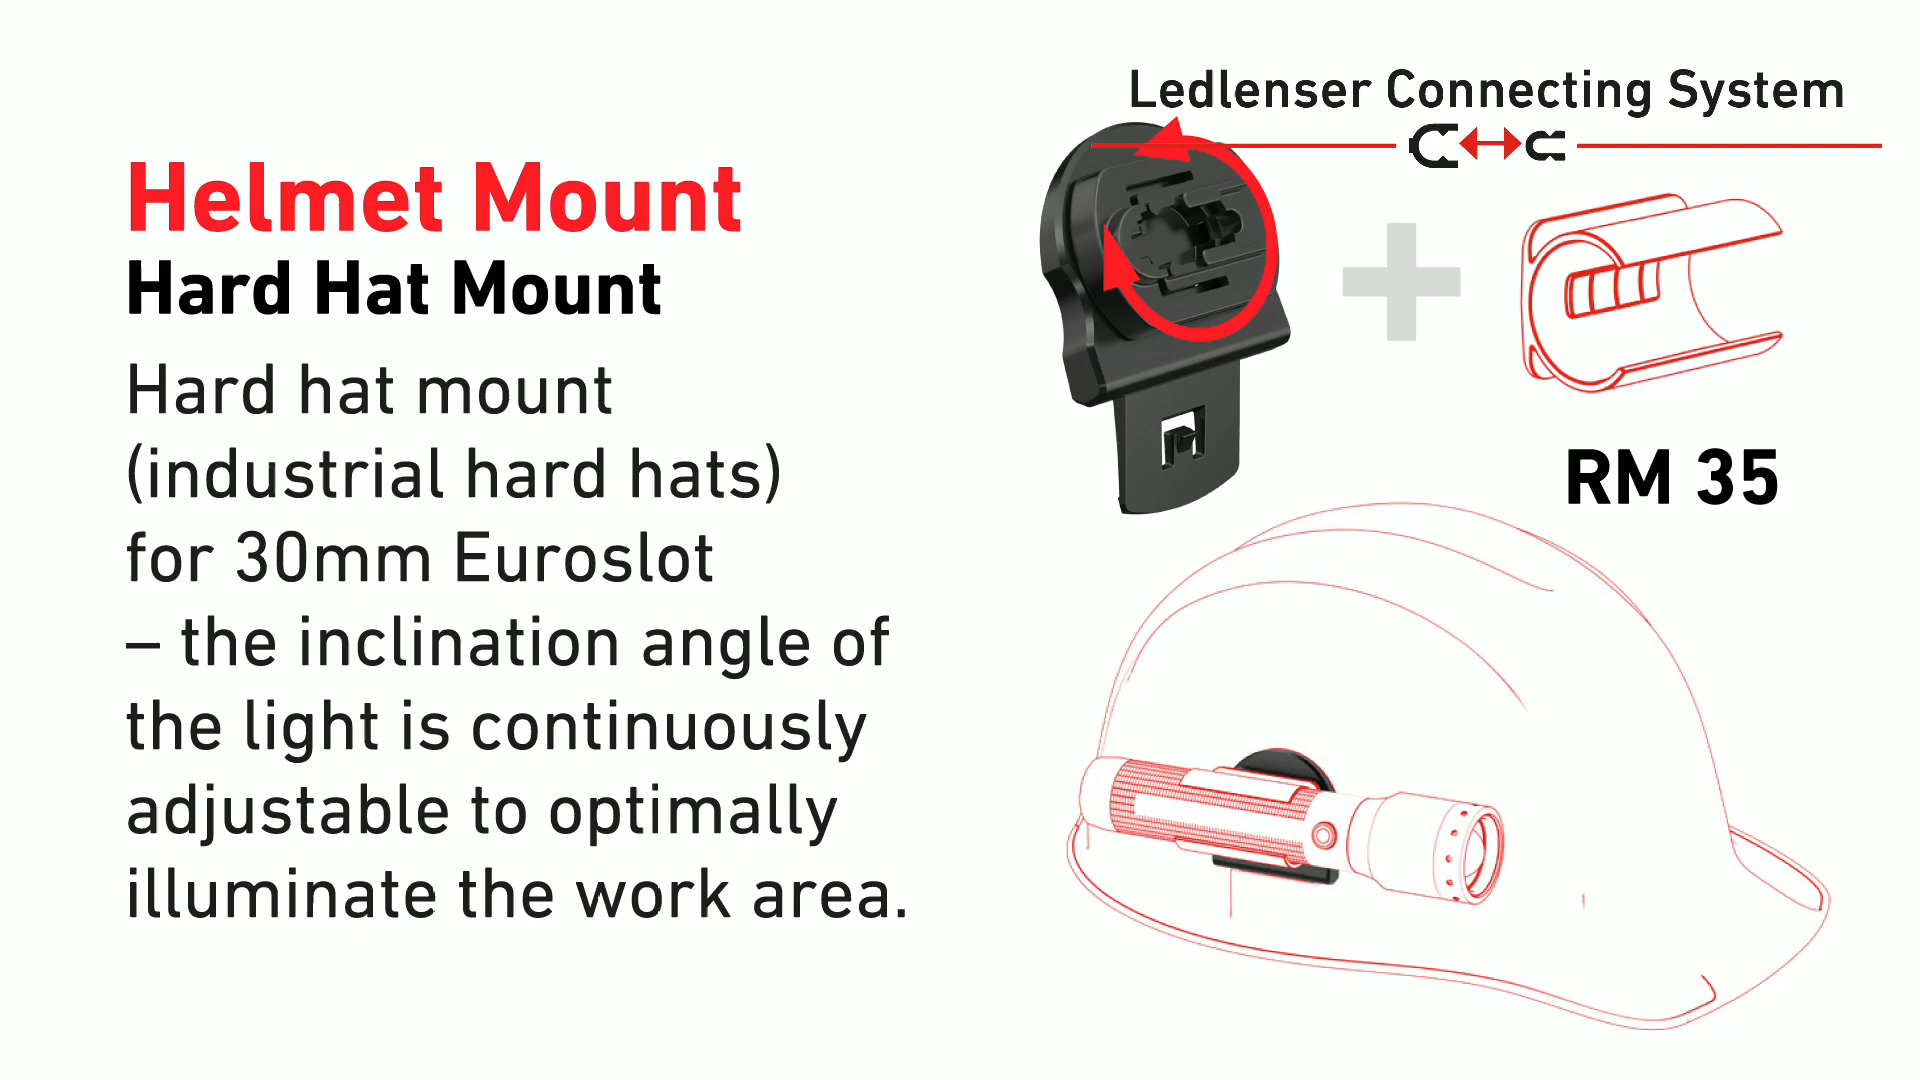 Ledlenser Connecting System
Helmet Mount
Hard Hat Mount
Hard hat mount
(industrial hard hats)
for 30mm Euroslot
– the inclination angle of
the light is continuously
adjustable to optimally
illuminate the work area.
RM 35